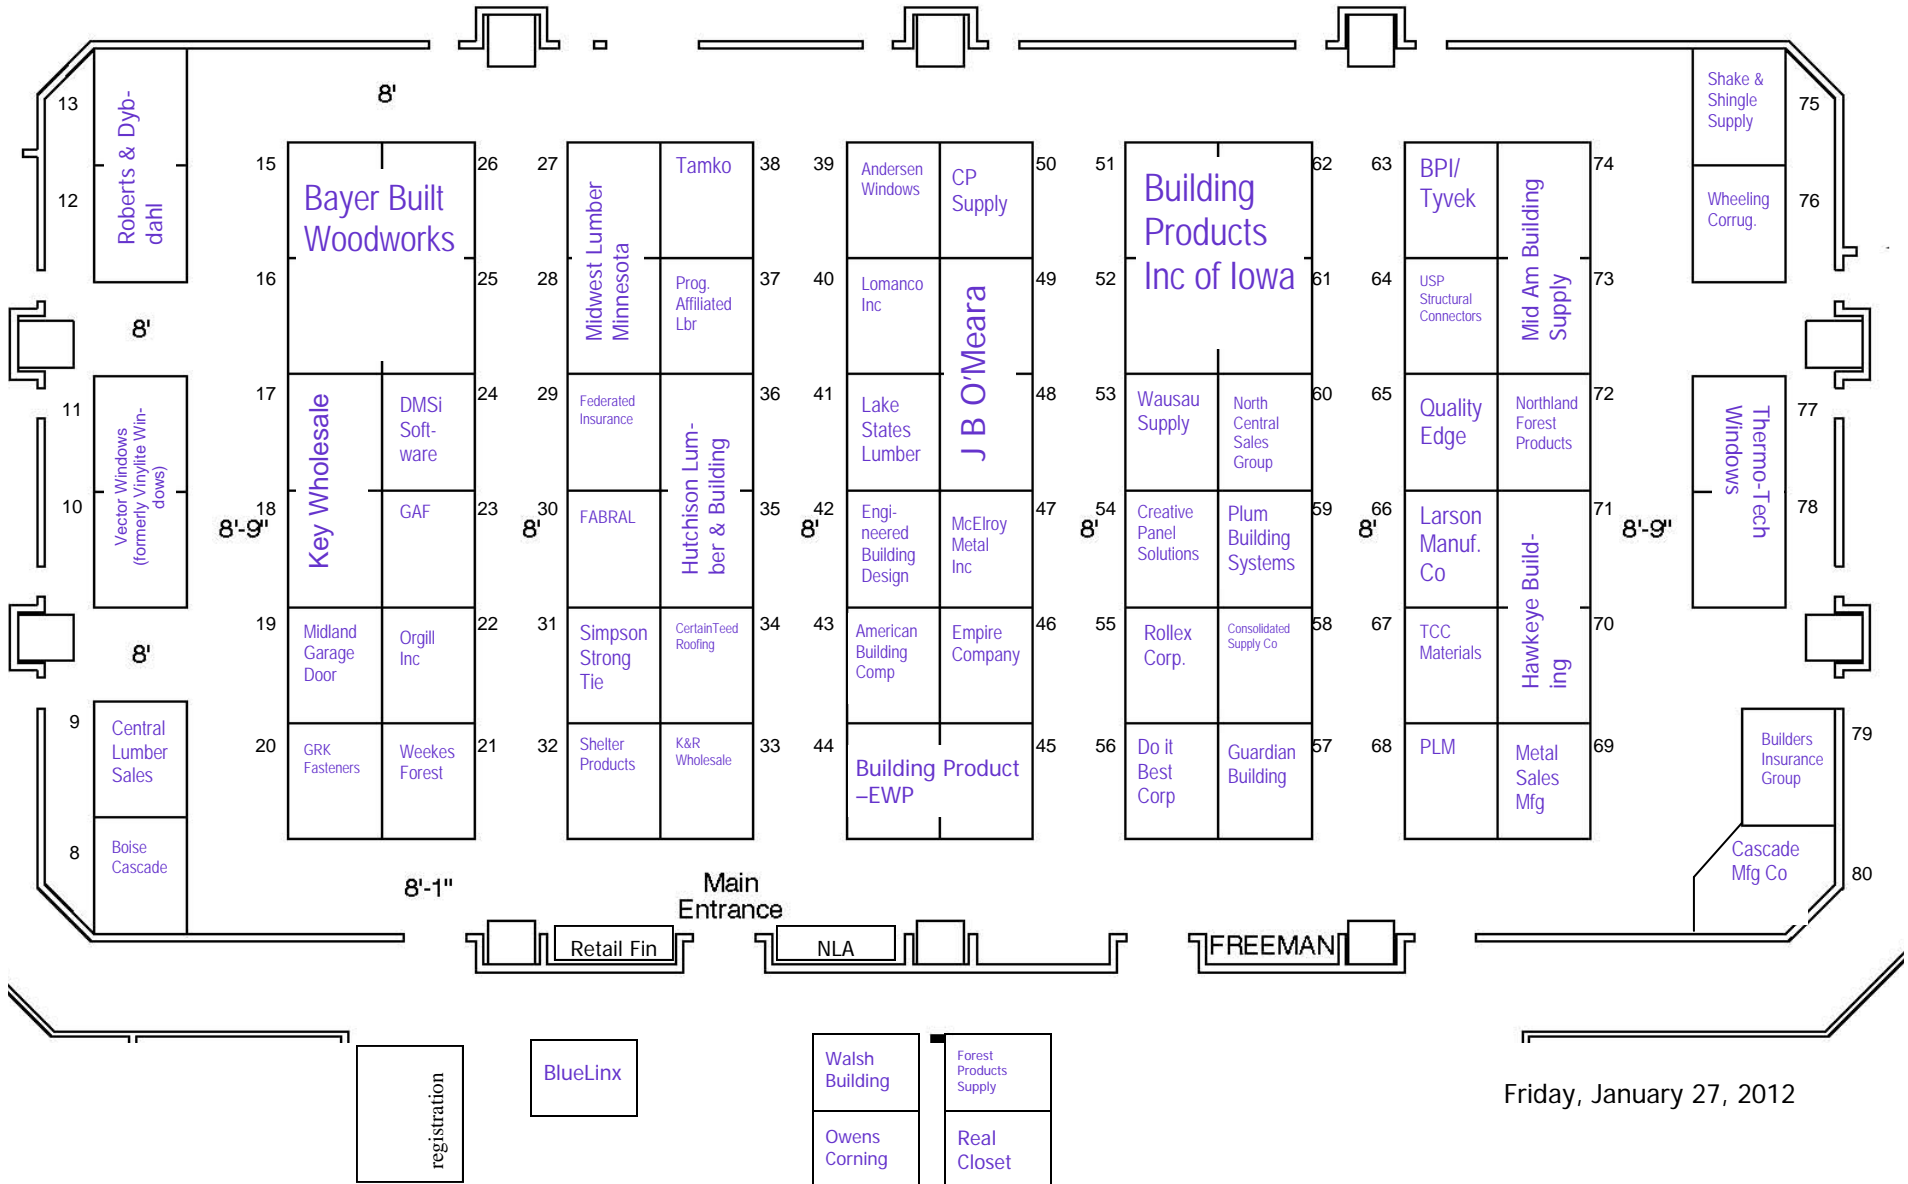 13
12
Roberts & Dyb-
dahl
8'
8'
11
10
Vector Windows
(formerly Vinylite Win-
dows)
8'
9
Central
Lumber
Sales
8
Boise
Cascade
8'-9"
15
16
17
18
19
20
Bayer Built
Woodworks
Key Wholesale
DMSi
Soft-
ware
GAF
Midland
Garage
Door
Orgill
Inc
GRK
Fasteners
Weekes
Forest
26
25
24
23
22
21
8'
27
28
29
30
31
32
Midwest Lumber
Minnesota
Tamko
Prog.
Affiliated
Lbr
Federated
Insurance
Hutchison Lum-
ber & Building
FABRAL
Simpson
Strong
Tie
CertainTeed
Roofing
Shelter
Products
K&R
Wholesale
38
37
36
35
34
33
8'
39
40
41
42
43
44
Andersen
Windows
CP
Supply
Lomanco
Inc
J B O'Meara
Lake
States
Lumber
Engi-
neered
Building
Design
McElroy
Metal
Inc
American
Building
Comp
Empire
Company
Building Product
–EWP
50
49
48
47
46
45
8'
51
52
53
54
55
56
Building
Products
Inc of Iowa
Wausau
Supply
North
Central
Sales
Group
Creative
Panel
Solutions
Plum
Building
Systems
Rollex
Corp.
Consolidated
Supply Co
Do it
Best
Corp
Guardian
Building
62
61
60
59
58
57
8'
63
64
65
66
67
68
BPI/
Tyvek
Mid Am Building
Supply
USP
Structural
Connectors
Quality
Edge
Northland
Forest
Products
Larson
Manuf.
Co
Hawkeye Build-
ing
TCC
Materials
PLM
Metal
Sales
Mfg
74
73
72
71
70
69
8'-9"
Shake &
Shingle
Supply
75
Wheeling
Corrug.
76
Thermo-Tech
Windows
77
78
Builders
Insurance
Group
79
Cascade
Mfg Co
80
8'-1"
Main
Entrance
Retail Fin
NLA
FREEMAN
registration
BlueLinx
Walsh
Building
Forest
Products
Supply
Owens
Corning
Real
Closet
Friday, January 27, 2012